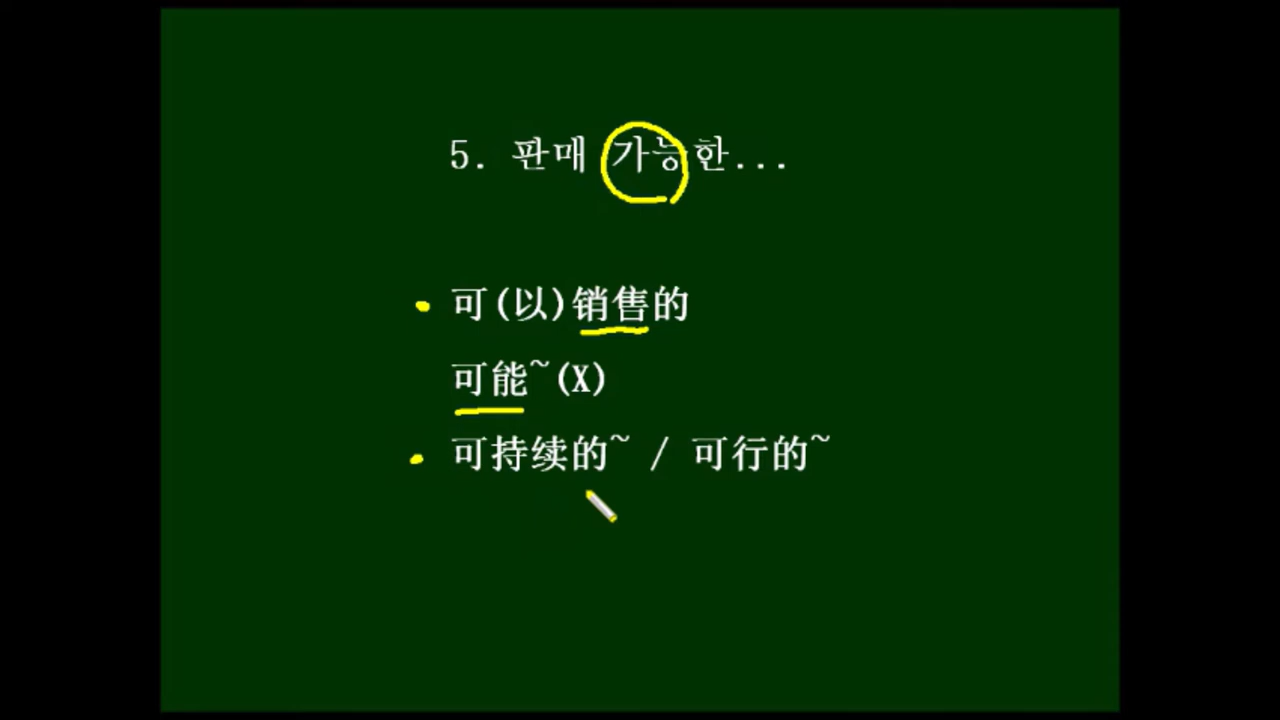 5. 판매 가능한...
可(以)销售的
可能~(X)
可持续的~ / 可行的~